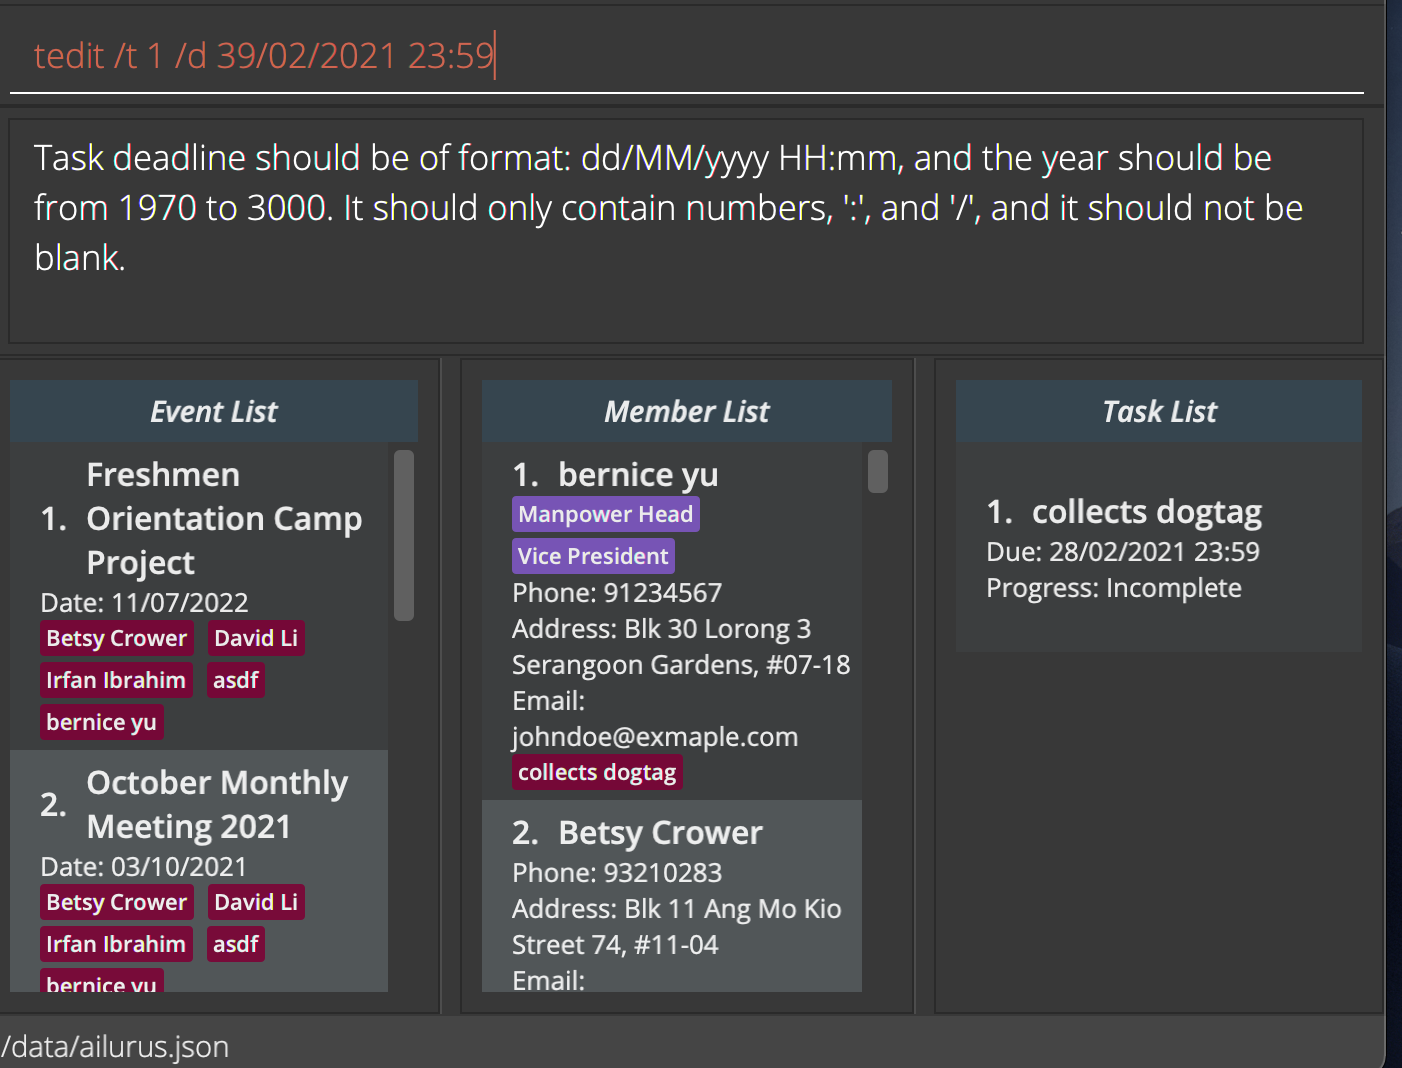 tedit /t 1 /d 39/02/2021 23:59
Task deadline should be of format: dd/MM/yyyy HH:mm, and the year should be
from 1970 to 3000. It should only contain numbers, ':', and '/', and it should not be
blank.
Event List
Freshmen
1. Orientation Camp
Project
Date: 11/07/2022
Betsy Crower David Li
Irfan Ibrahim asdf
bernice yu
2. October Monthly
Meeting 2021
Date: 03/10/2021
Betsy Crower David Li
Irfan Ibrahim asdf
bernice yu
Member List
1. bernice yu
Manpower Head
Vice President
Phone: 91234567
Address: Blk 30 Lorong 3
Serangoon Gardens, #07-18
Email:
johndoe@exmaple.com
collects dogtag
2. Betsy Crower
Phone: 93210283
Address: Blk 11 Ang Mo Kio
Street 74, #11-04
Email:
Task List
1. collects dogtag
Due: 28/02/2021 23:59
Progress: Incomplete
/data/ailurus.json